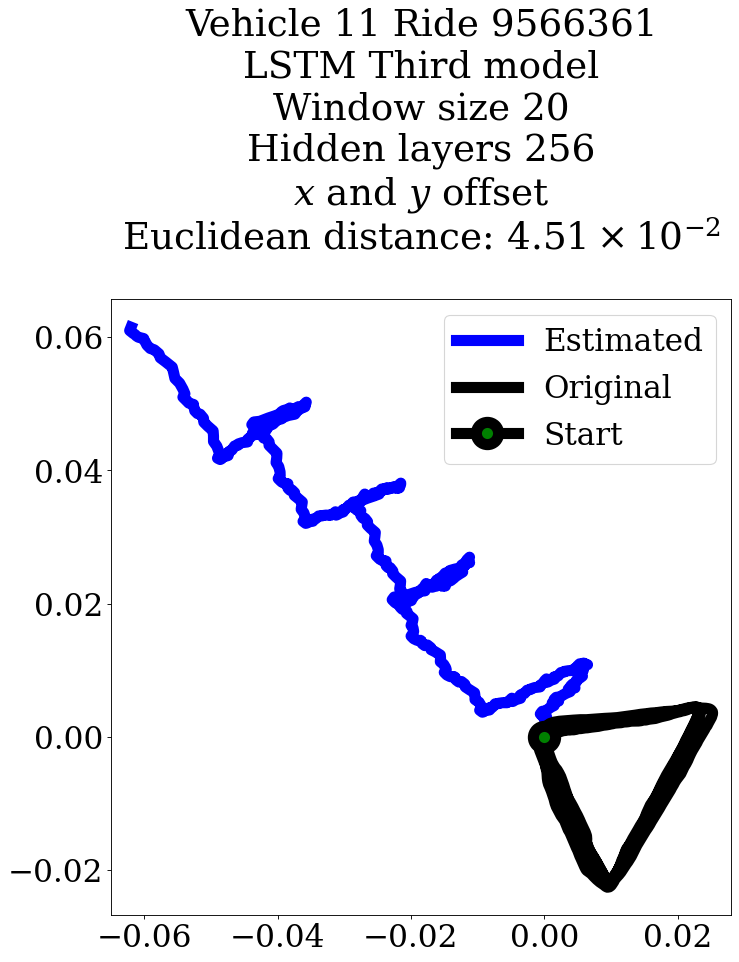 Vehicle 11 Ride 9566361
LSTM Third model
Window size 20
Hidden layers 256
x and y offset
Euclidean distance: 4.51 × 10⁻²
Estimated
Original
Start
0.06
0.04
0.02
0.00
−0.02
−0.06 −0.04 −0.02 0.00 0.02